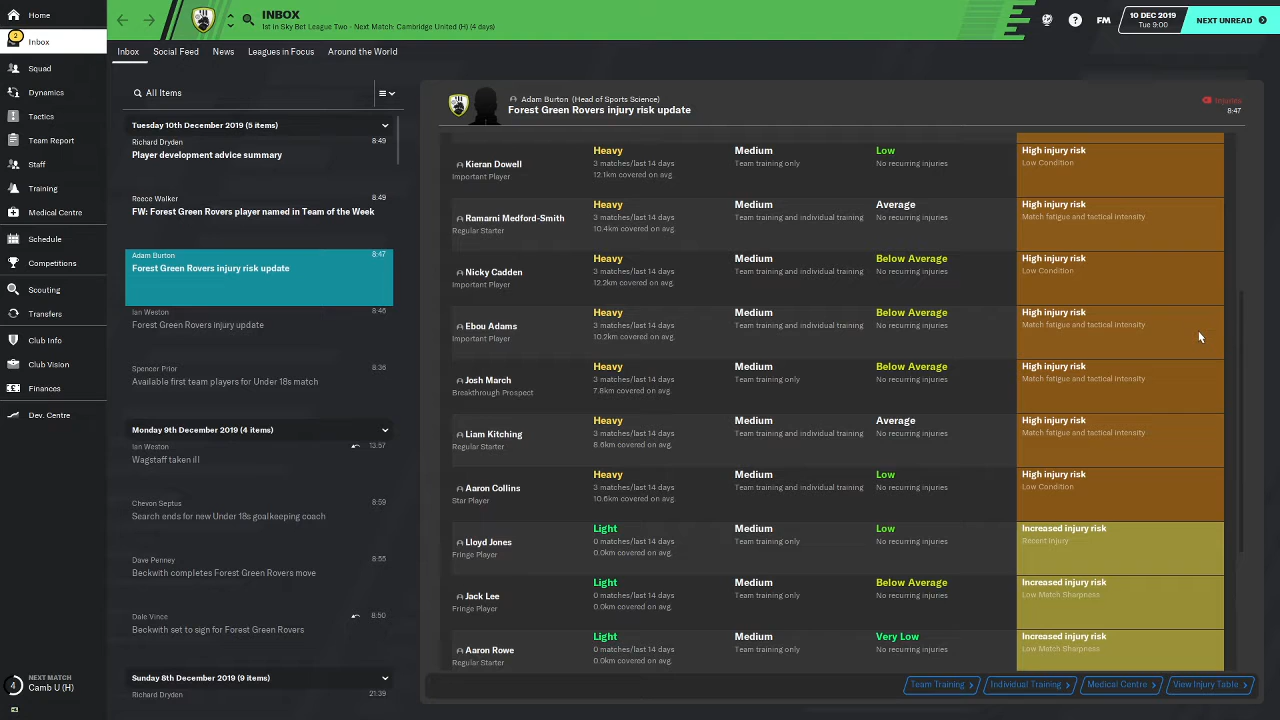 Home
INBOX
1st in Sky Bet League Two - Next Match: Cambridge United (H) (4 days)
FM
10 DEC 2019
Tue 9:00
NEXT UNREAD
2
Inbox
Squad
Dynamics
Tactics
Team Report
Staff
Training
Medical Centre
Schedule
Competitions
Scouting
Transfers
Club Info
Club Vision
Finances
Dev. Centre
NEXT MATCH
4
Camb U (H)
Inbox
Social Feed
News
Leagues in Focus
Around the World
All Items
Tuesday 10th December 2019 (5 items)
Richard Dryden
8:49
Player development advice summary
Reece Walker
8:49
FW: Forest Green Rovers player named in Team of the Week
Adam Burton
8:47
Forest Green Rovers injury risk update
Ian Weston
8:46
Forest Green Rovers injury update
Spencer Prior
8:36
Available first team players for Under 18s match
Monday 9th December 2019 (4 items)
Ian Weston
13:57
Wagstaff taken ill
Chevon Septus
8:59
Search ends for new Under 18s goalkeeping coach
Dave Penney
8:55
Beckwith completes Forest Green Rovers move
Dale Vince
8:50
Beckwith set to sign for Forest Green Rovers
Sunday 8th December 2019 (9 items)
Richard Dryden
21:39
Adam Burton (Head of Sports Science)
Forest Green Rovers injury risk update
Injuries
8:47
Kieran Dowell
Important Player
Heavy
3 matches/last 14 days
12.1km covered on avg.
Medium
Team training only
Low
No recurring injuries
High injury risk
Low Condition
Ramarni Medford-Smith
Regular Starter
Heavy
3 matches/last 14 days
10.4km covered on avg.
Medium
Team training and individual training
Average
No recurring injuries
High injury risk
Match fatigue and tactical intensity
Nicky Cadden
Important Player
Heavy
3 matches/last 14 days
12.2km covered on avg.
Medium
Team training and individual training
Below Average
No recurring injuries
High injury risk
Low Condition
Ebou Adams
Important Player
Heavy
3 matches/last 14 days
10.2km covered on avg.
Medium
Team training and individual training
Below Average
No recurring injuries
High injury risk
Match fatigue and tactical intensity
Josh March
Breakthrough Prospect
Heavy
3 matches/last 14 days
7.8km covered on avg.
Medium
Team training only
Below Average
No recurring injuries
High injury risk
Match fatigue and tactical intensity
Liam Kitching
Regular Starter
Heavy
3 matches/last 14 days
8.6km covered on avg.
Medium
Team training and individual training
Average
No recurring injuries
High injury risk
Match fatigue and tactical intensity
Aaron Collins
Star Player
Heavy
3 matches/last 14 days
10.6km covered on avg.
Medium
Team training and individual training
Low
No recurring injuries
High injury risk
Low Condition
Lloyd Jones
Fringe Player
Light
0 matches/last 14 days
0.0km covered on avg.
Medium
Team training only
Low
No recurring injuries
Increased injury risk
Recent injury
Jack Lee
Fringe Player
Light
0 matches/last 14 days
0.0km covered on avg.
Medium
Team training only
Below Average
No recurring injuries
Increased injury risk
Low Match Sharpness
Aaron Rowe
Regular Starter
Light
0 matches/last 14 days
0.0km covered on avg.
Medium
Team training only
Very Low
No recurring injuries
Increased injury risk
Low Match Sharpness
Team Training
Individual Training
Medical Centre
View Injury Table